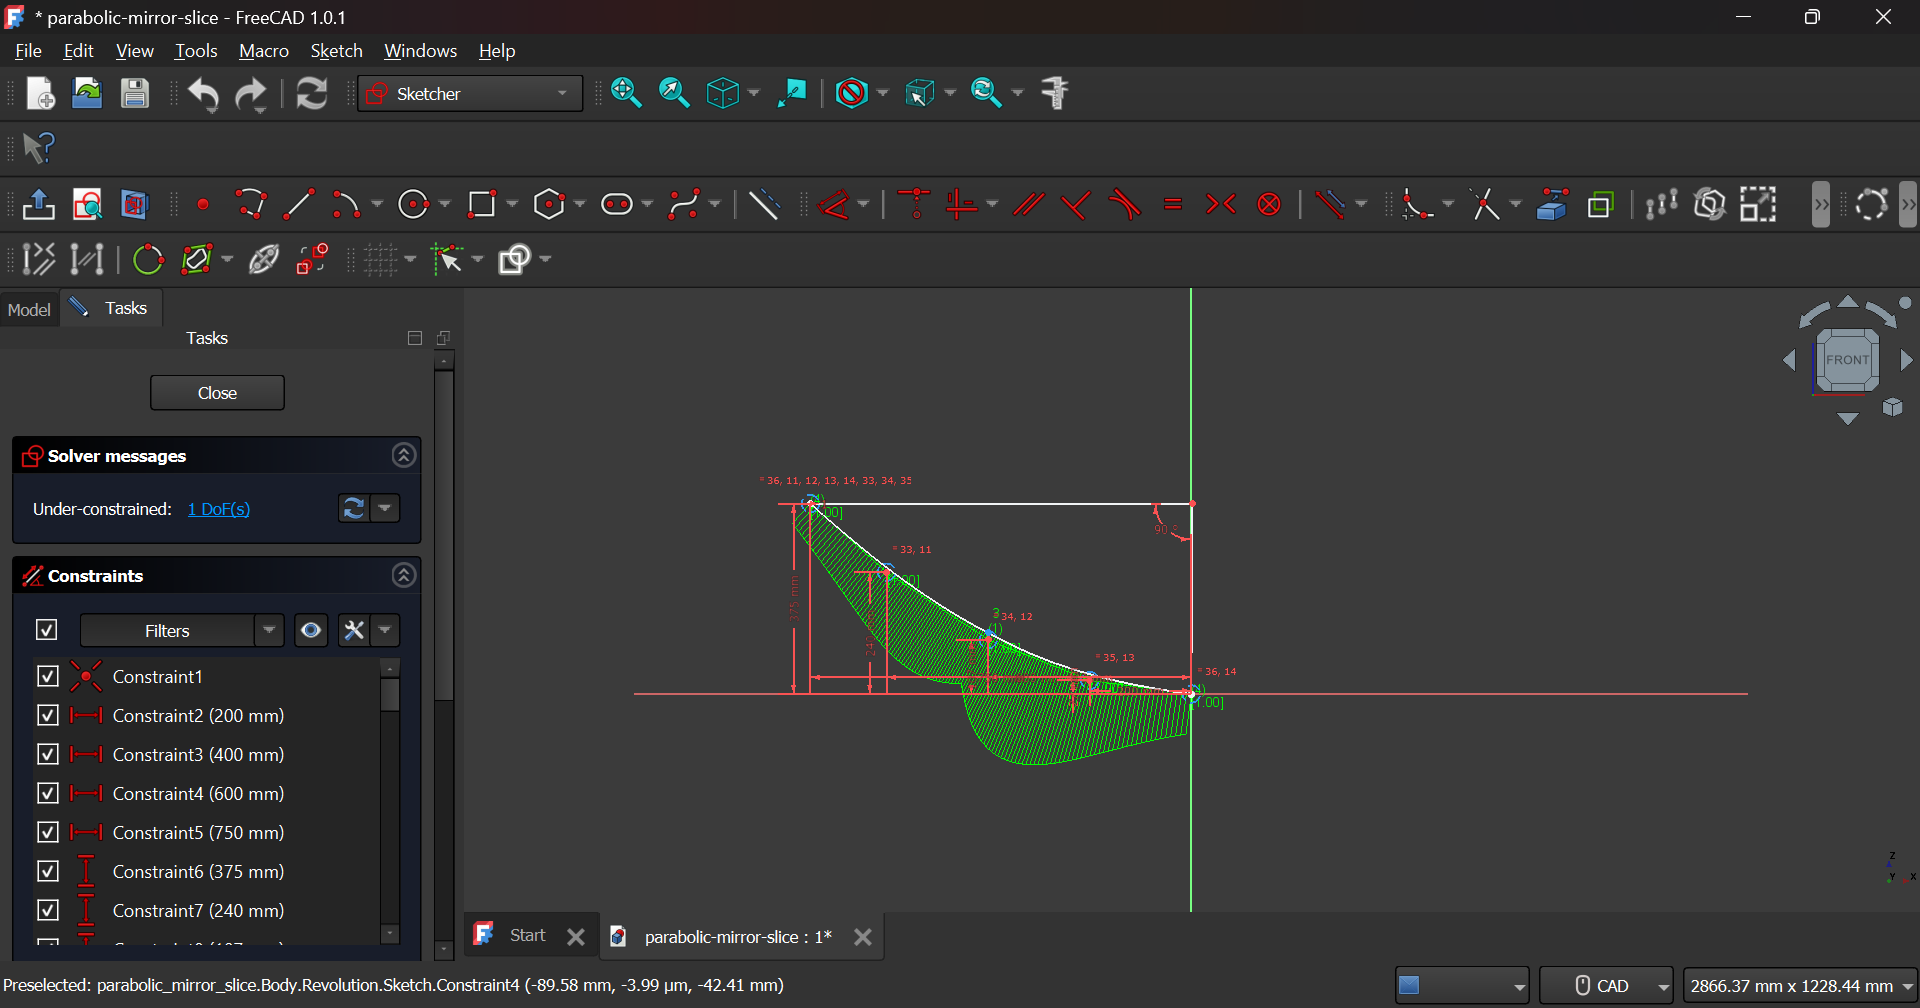 * parabolic-mirror-slice - FreeCAD 1.0.1
File Edit View Tools Macro Sketch Windows Help
Sketcher
Model Tasks
Tasks
Close
Solver messages
Under-constrained: 1 DoF(s)
Constraints
Filters
Constraint1
Constraint2 (200 mm)
Constraint3 (400 mm)
Constraint4 (600 mm)
Constraint5 (750 mm)
Constraint6 (375 mm)
Constraint7 (240 mm)
36, 11, 12, 13, 14, 33, 34, 35
90 °
33, 11
375 mm
3
34, 12
(1)
35, 13
36, 14
[1.00]
FRONT
Z
Y X
Start
parabolic-mirror-slice : 1*
Preselected: parabolic_mirror_slice.Body.Revolution.Sketch.Constraint4 (-89.58 mm, -3.99 µm, -42.41 mm)
CAD
2866.37 mm x 1228.44 mm